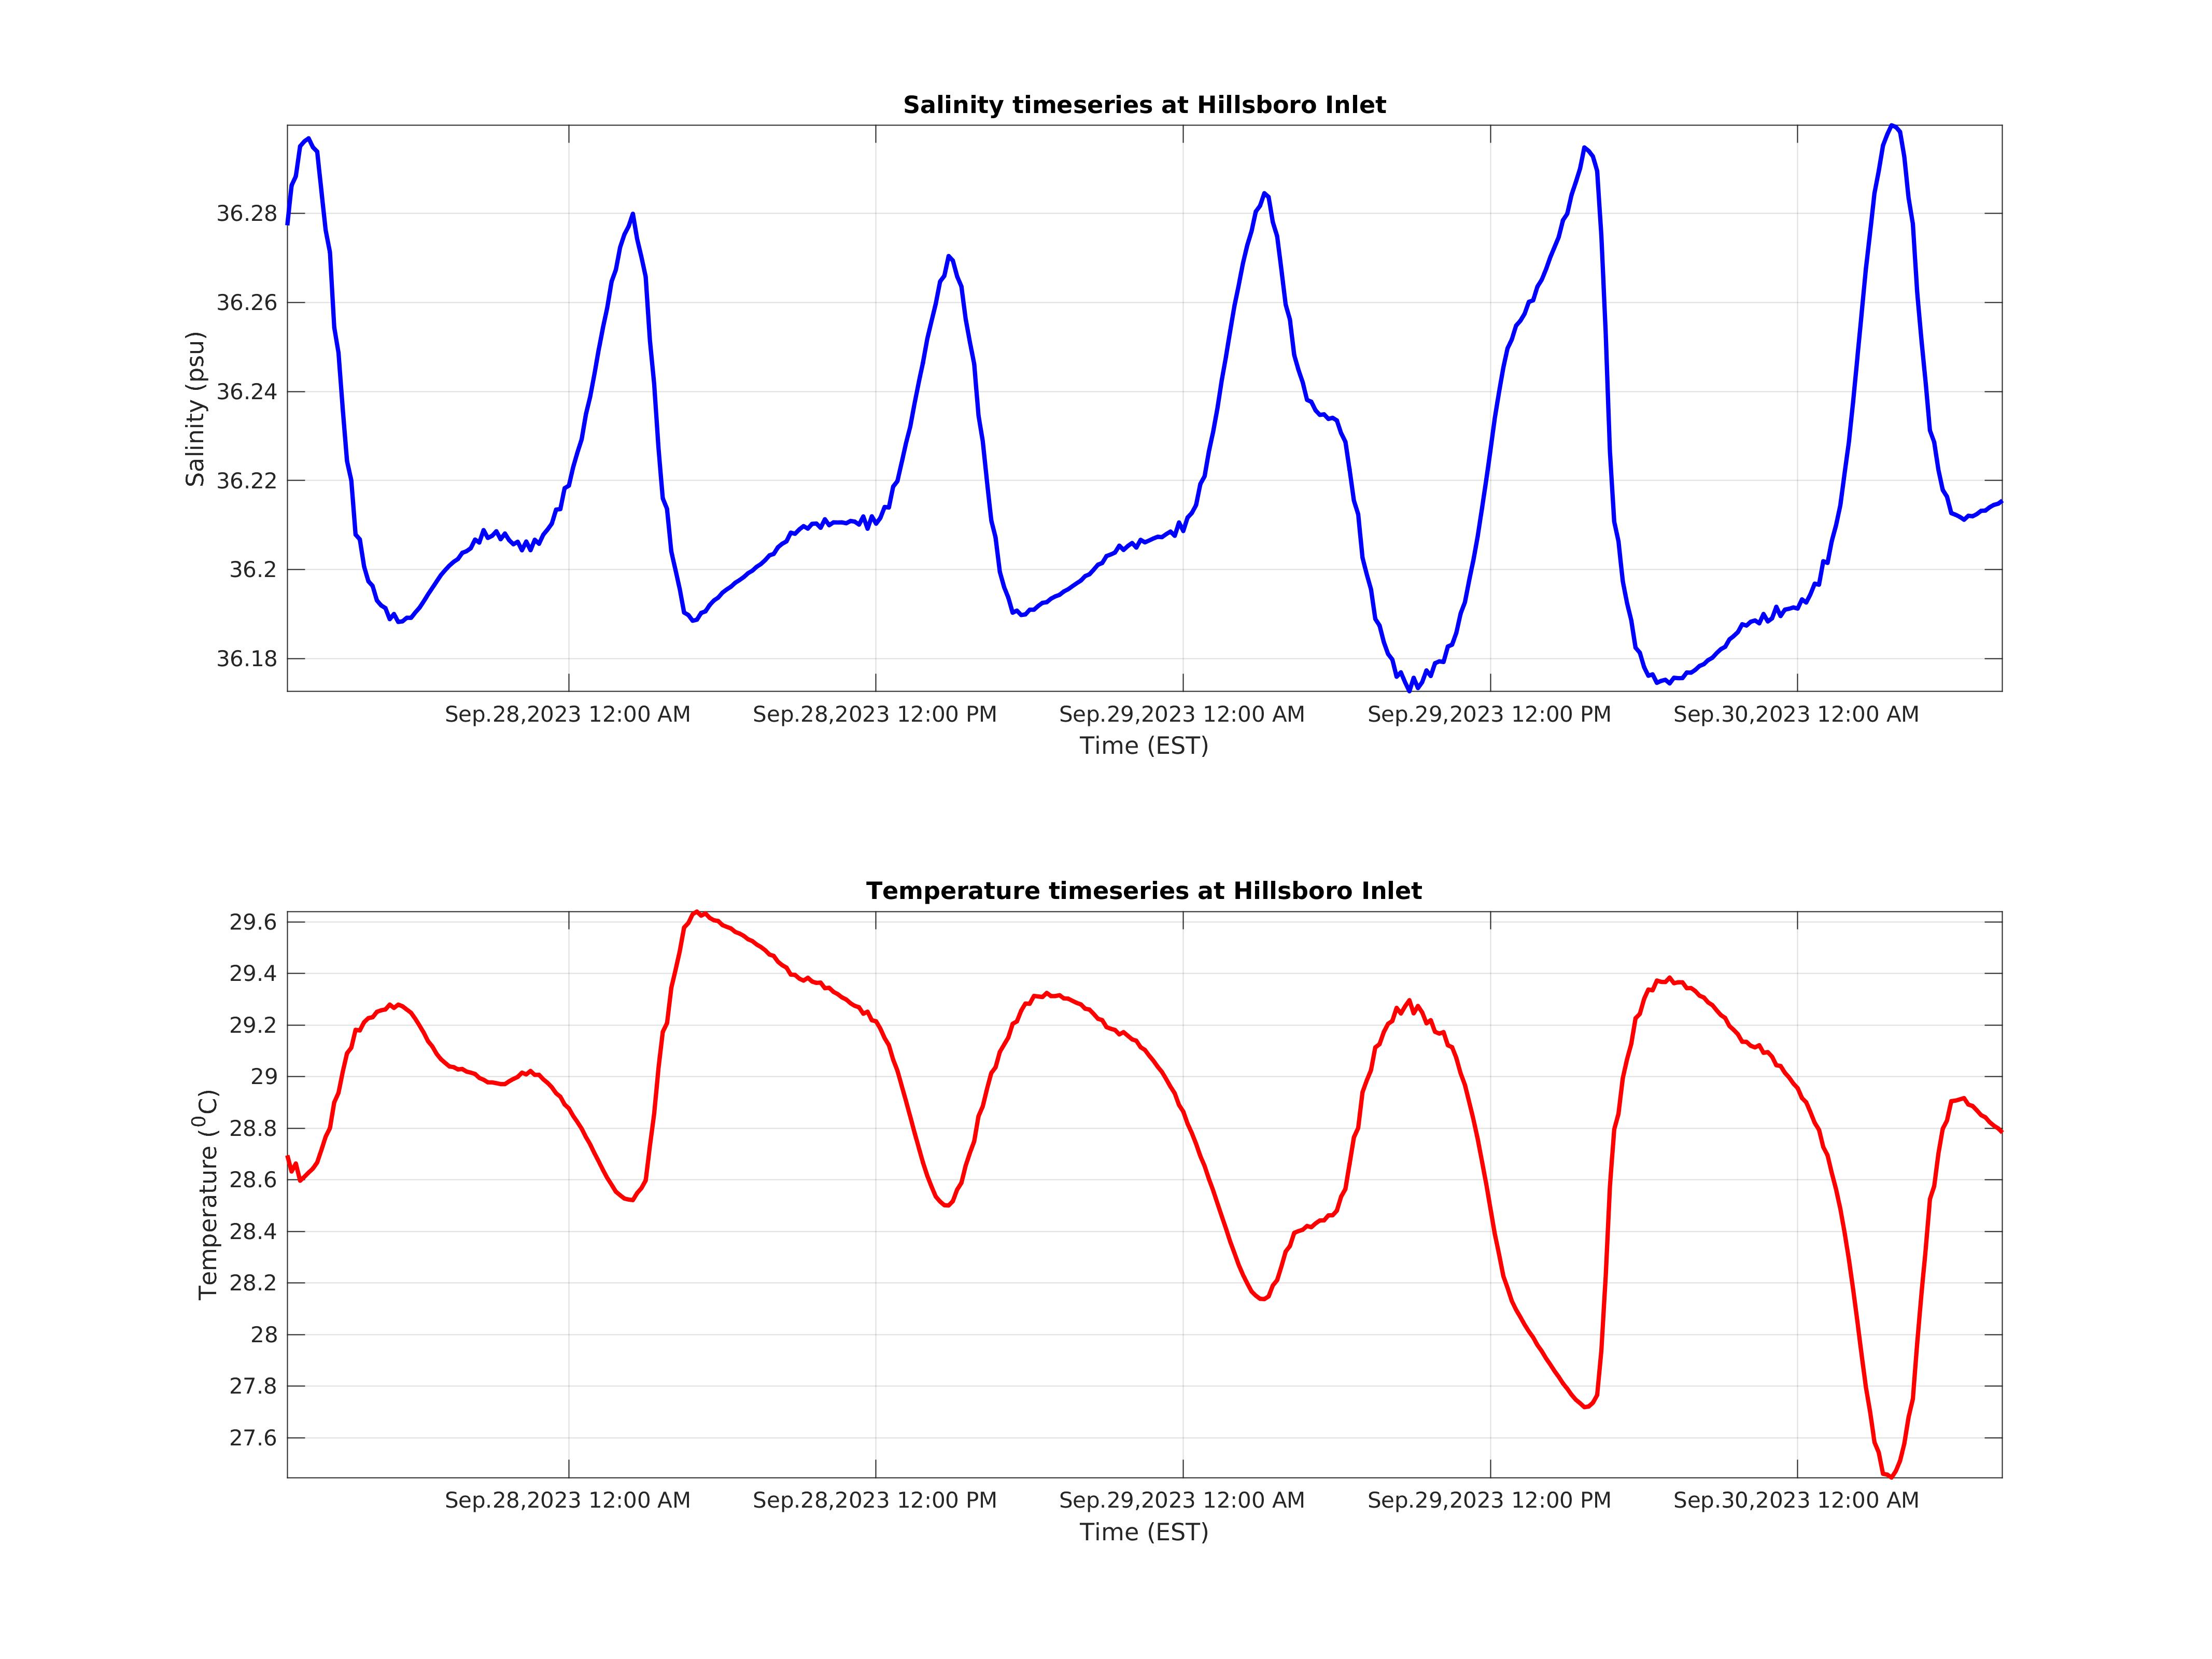 Salinity timeseries at Hillsboro Inlet
36.28
36.26
36.24
36.22
36.2
36.18
Salinity (psu)
Sep.28,2023 12:00 AM
Sep.28,2023 12:00 PM
Sep.29,2023 12:00 AM
Sep.29,2023 12:00 PM
Sep.30,2023 12:00 AM
Time (EST)
Temperature timeseries at Hillsboro Inlet
29.6
29.4
29.2
29
28.8
28.6
28.4
28.2
28
27.8
27.6
Temperature (⁰C)
Sep.28,2023 12:00 AM
Sep.28,2023 12:00 PM
Sep.29,2023 12:00 AM
Sep.29,2023 12:00 PM
Sep.30,2023 12:00 AM
Time (EST)